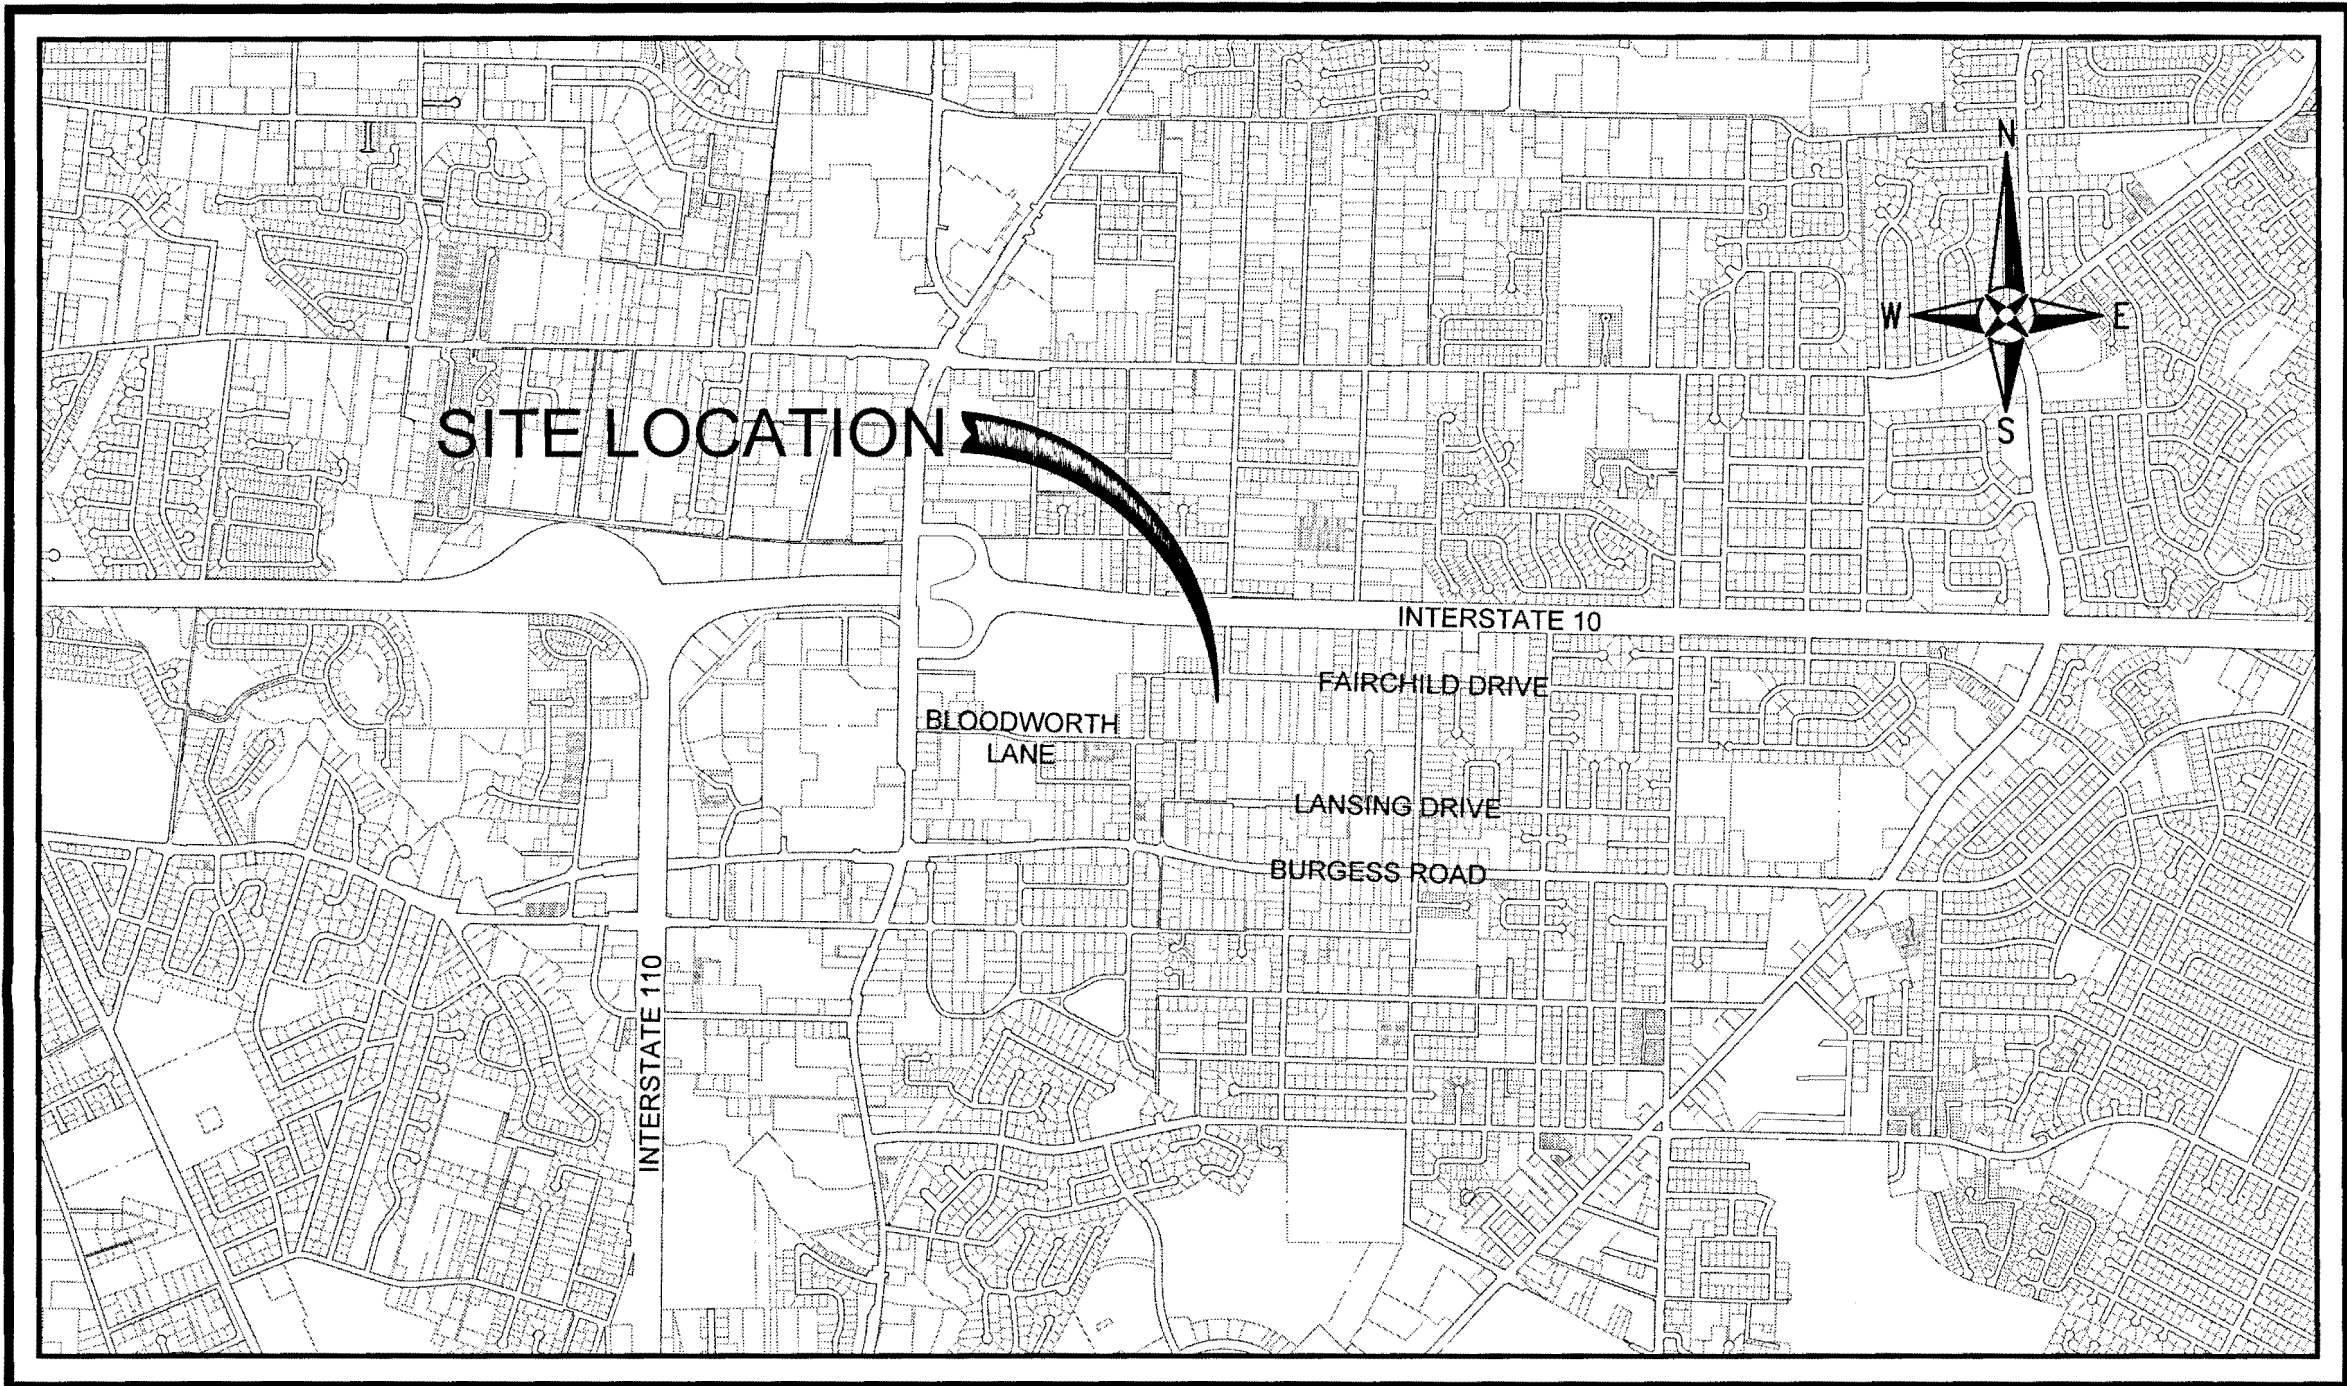 N
W E
S
SITE LOCATION
INTERSTATE 10
FAIRCHILD DRIVE
BLOODWORTH
LANE
LANSING DRIVE
BURGESS ROAD
INTERSTATE 110